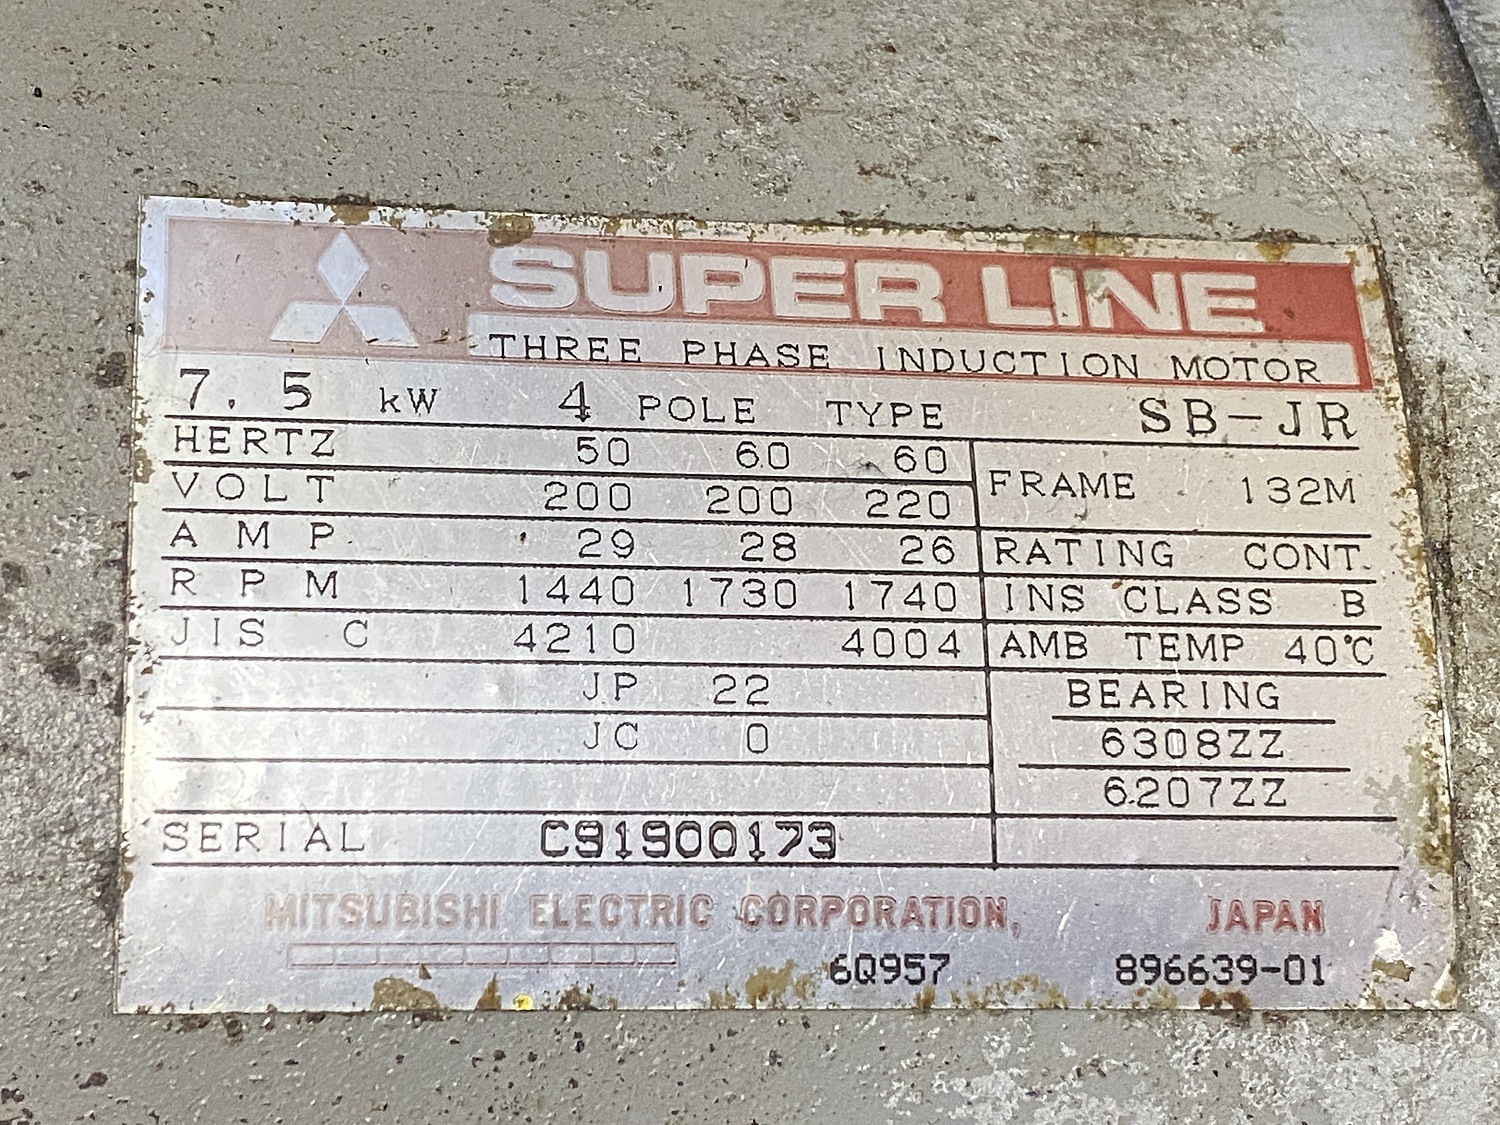 SUPER LINE
THREE PHASE INDUCTION MOTOR
7.5 kW 4 POLE TYPE SB-JR
HERTZ 50 60 60
FRAME 132M
VOLT 200 200 220
AMP 29 28 26 RATING CONT.
RPM 1440 1730 1740 INS CLASS B
JIS C 4210 4004 AMB TEMP 40℃
JP 22 BEARING
JC 0 6308ZZ
6207ZZ
SERIAL C91900173
MITSUBISHI ELECTRIC CORPORATION, JAPAN
6Q957 896639-01